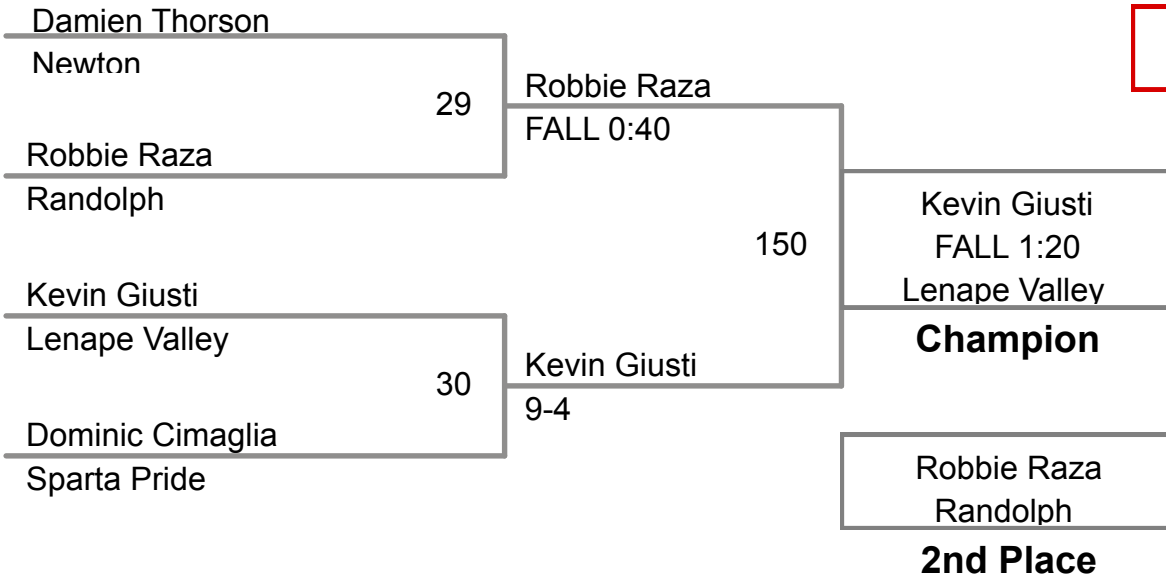 Damien Thorson
Newton
29
Robbie Raza
FALL 0:40
Robbie Raza
Randolph
150
Kevin Giusti
FALL 1:20
Lenape Valley
Champion
Kevin Giusti
Lenape Valley
30
Kevin Giusti
9-4
Dominic Cimaglia
Sparta Pride
Robbie Raza
Randolph
2nd Place